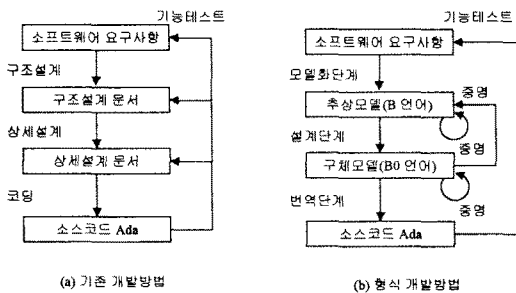 기능테스트
소프트웨어 요구사항
구조설계
구조설계 문서
상세설계
상세설계 문서
코딩
소스코드 Ada
(a) 기존 개발방법
기능테스트
소프트웨어 요구사항
모델화단계
추상모델(B 언어)
증명
설계단계
증명
구체모델(B0 언어)
번역단계
증명
소스코드 Ada
(b) 형식 개발방법